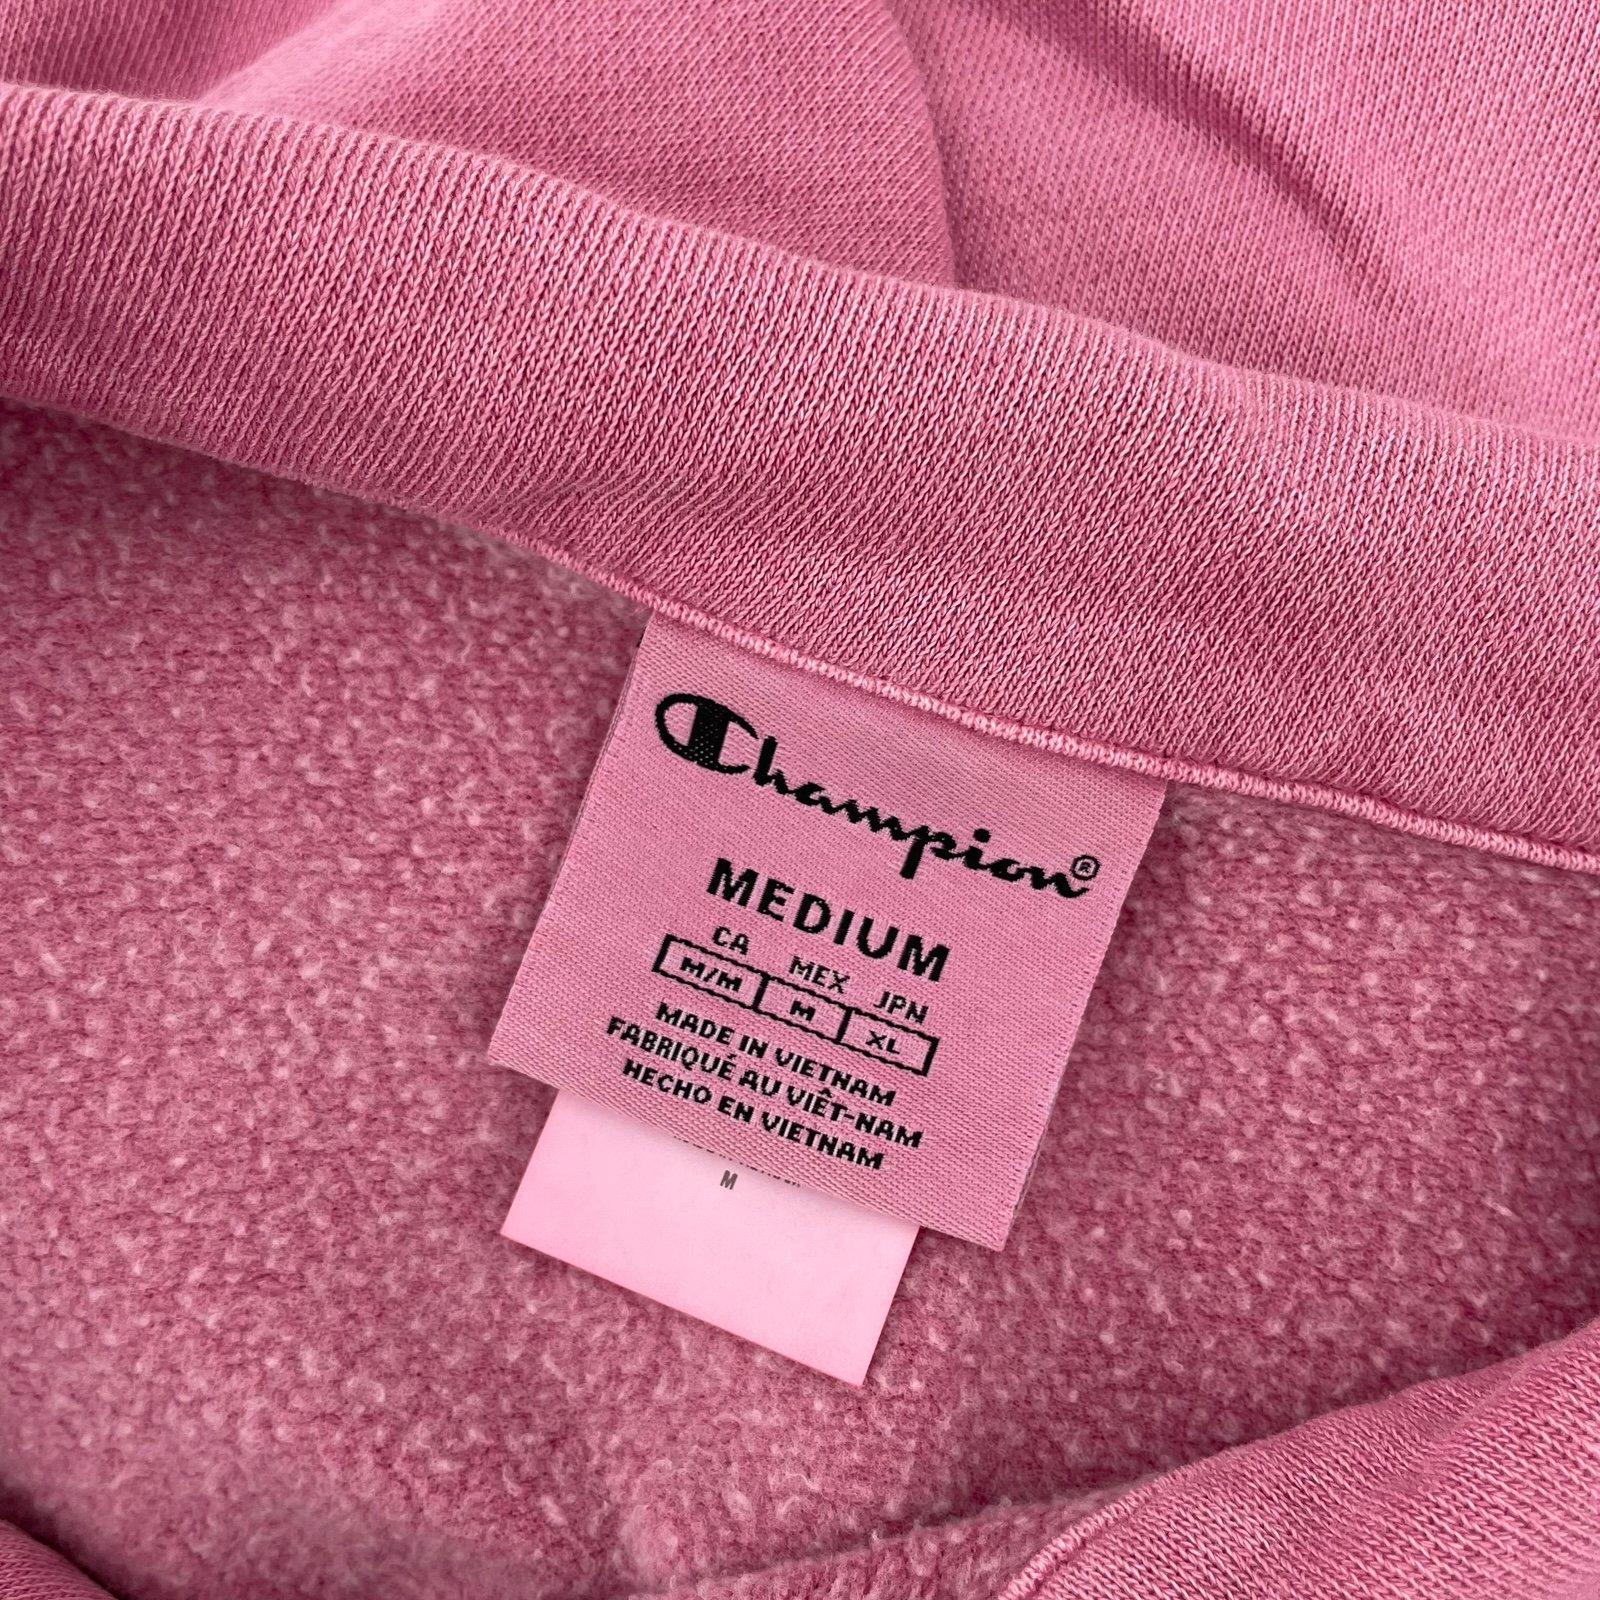 Champion®
MEDIUM
CA MEX JPN
M/M M XL
MADE IN VIETNAM
FABRIQUÉ AU VIÊT-NAM
HECHO EN VIETNAM
M